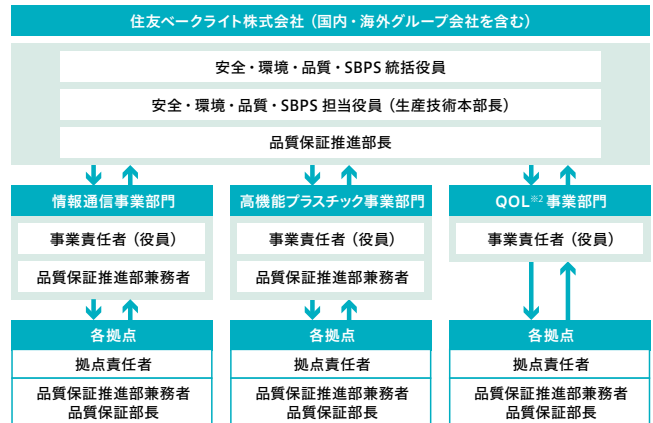 住友ベークライト株式会社（国内・海外グループ会社を含む）
安全・環境・品質・SBPS 統括役員
安全・環境・品質・SBPS 担当役員（生産技術本部長）
品質保証推進部長
情報通信事業部門
事業責任者（役員）
品質保証推進部兼務者
高機能プラスチック事業部門
事業責任者（役員）
品質保証推進部兼務者
QOL※2 事業部門
事業責任者（役員）
各拠点
拠点責任者
品質保証推進部兼務者
品質保証部長
各拠点
拠点責任者
品質保証推進部兼務者
品質保証部長
各拠点
拠点責任者
品質保証推進部兼務者
品質保証部長